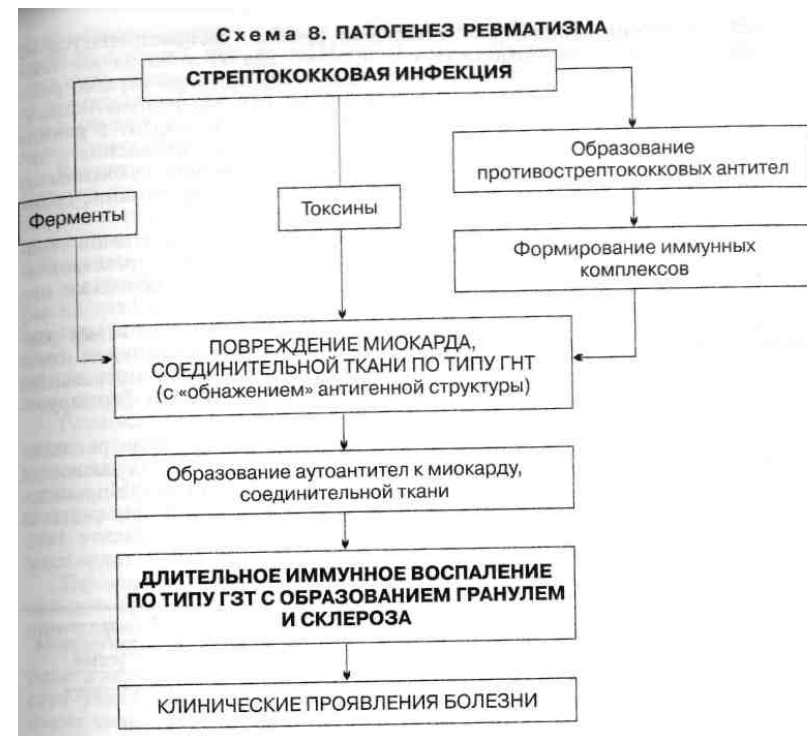 Схема 8. ПАТОГЕНЕЗ РЕВМАТИЗМА
СТРЕПТОКОККОВАЯ ИНФЕКЦИЯ
Ферменты
Токсины
Образование
противострептококковых антител
Формирование иммунных
комплексов
ПОВРЕЖДЕНИЕ МИОКАРДА,
СОЕДИНИТЕЛЬНОЙ ТКАНИ ПО ТИПУ ГНТ
(с «обнажением» антигенной структуры)
Образование аутоантител к миокарду,
соединительной ткани
ДЛИТЕЛЬНОЕ ИММУННОЕ ВОСПАЛЕНИЕ
ПО ТИПУ ГЗТ С ОБРАЗОВАНИЕМ ГРАНУЛЕМ
И СКЛЕРОЗА
КЛИНИЧЕСКИЕ ПРОЯВЛЕНИЯ БОЛЕЗНИ